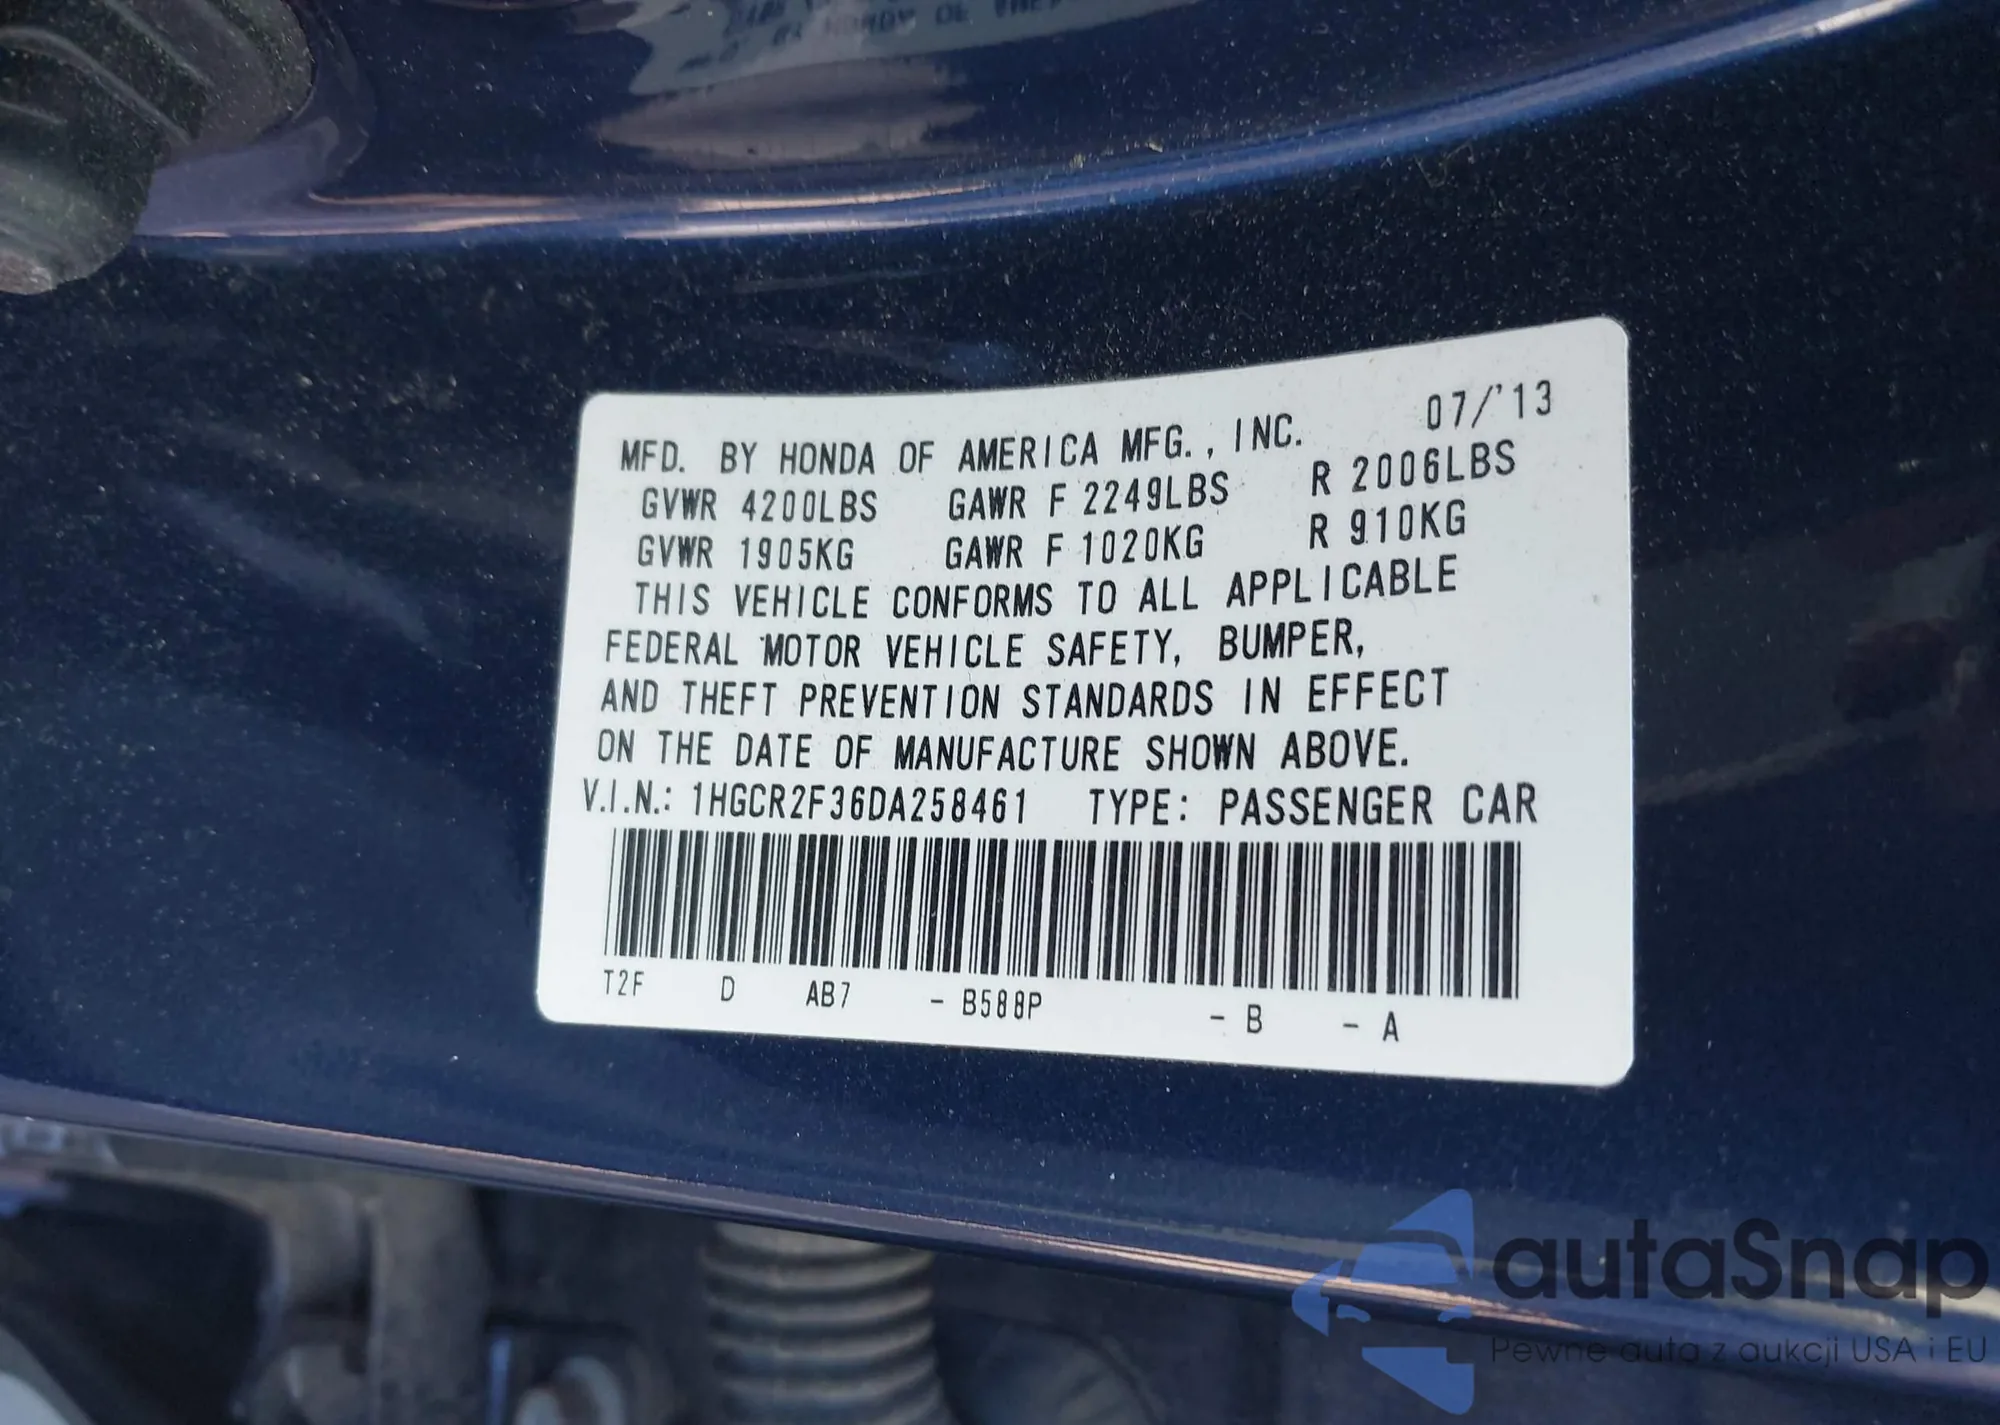 MFD. BY HONDA OF AMERICA MFG., INC. 07/'13
GVWR 4200LBS GAWR F 2249LBS R 2006LBS
GVWR 1905KG GAWR F 1020KG R 910KG
THIS VEHICLE CONFORMS TO ALL APPLICABLE
FEDERAL MOTOR VEHICLE SAFETY, BUMPER,
AND THEFT PREVENTION STANDARDS IN EFFECT
ON THE DATE OF MANUFACTURE SHOWN ABOVE.
V.I.N.: 1HGCR2F36DA258461 TYPE: PASSENGER CAR
T2F D AB7 - B588P - B - A
autaSnap
Pewne auta z aukcji USA i EU